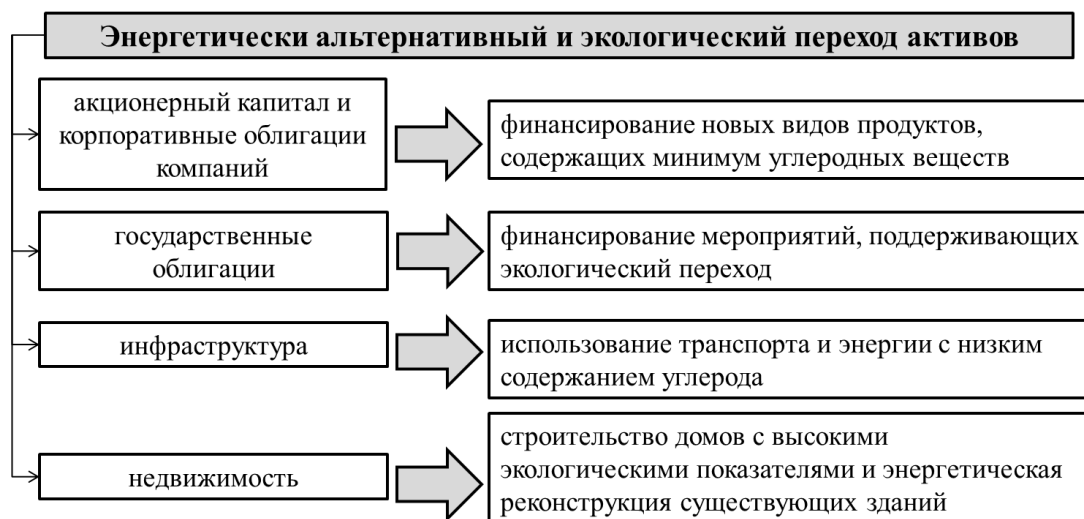 Энергетически альтернативный и экологический переход активов
акционерный капитал и
корпоративные облигации
компаний
финансирование новых видов продуктов,
содержащих минимум углеродных веществ
государственные
облигации
финансирование мероприятий, поддерживающих
экологический переход
инфраструктура
использование транспорта и энергии с низким
содержанием углерода
недвижимость
строительство домов с высокими
экологическими показателями и энергетическая
реконструкция существующих зданий